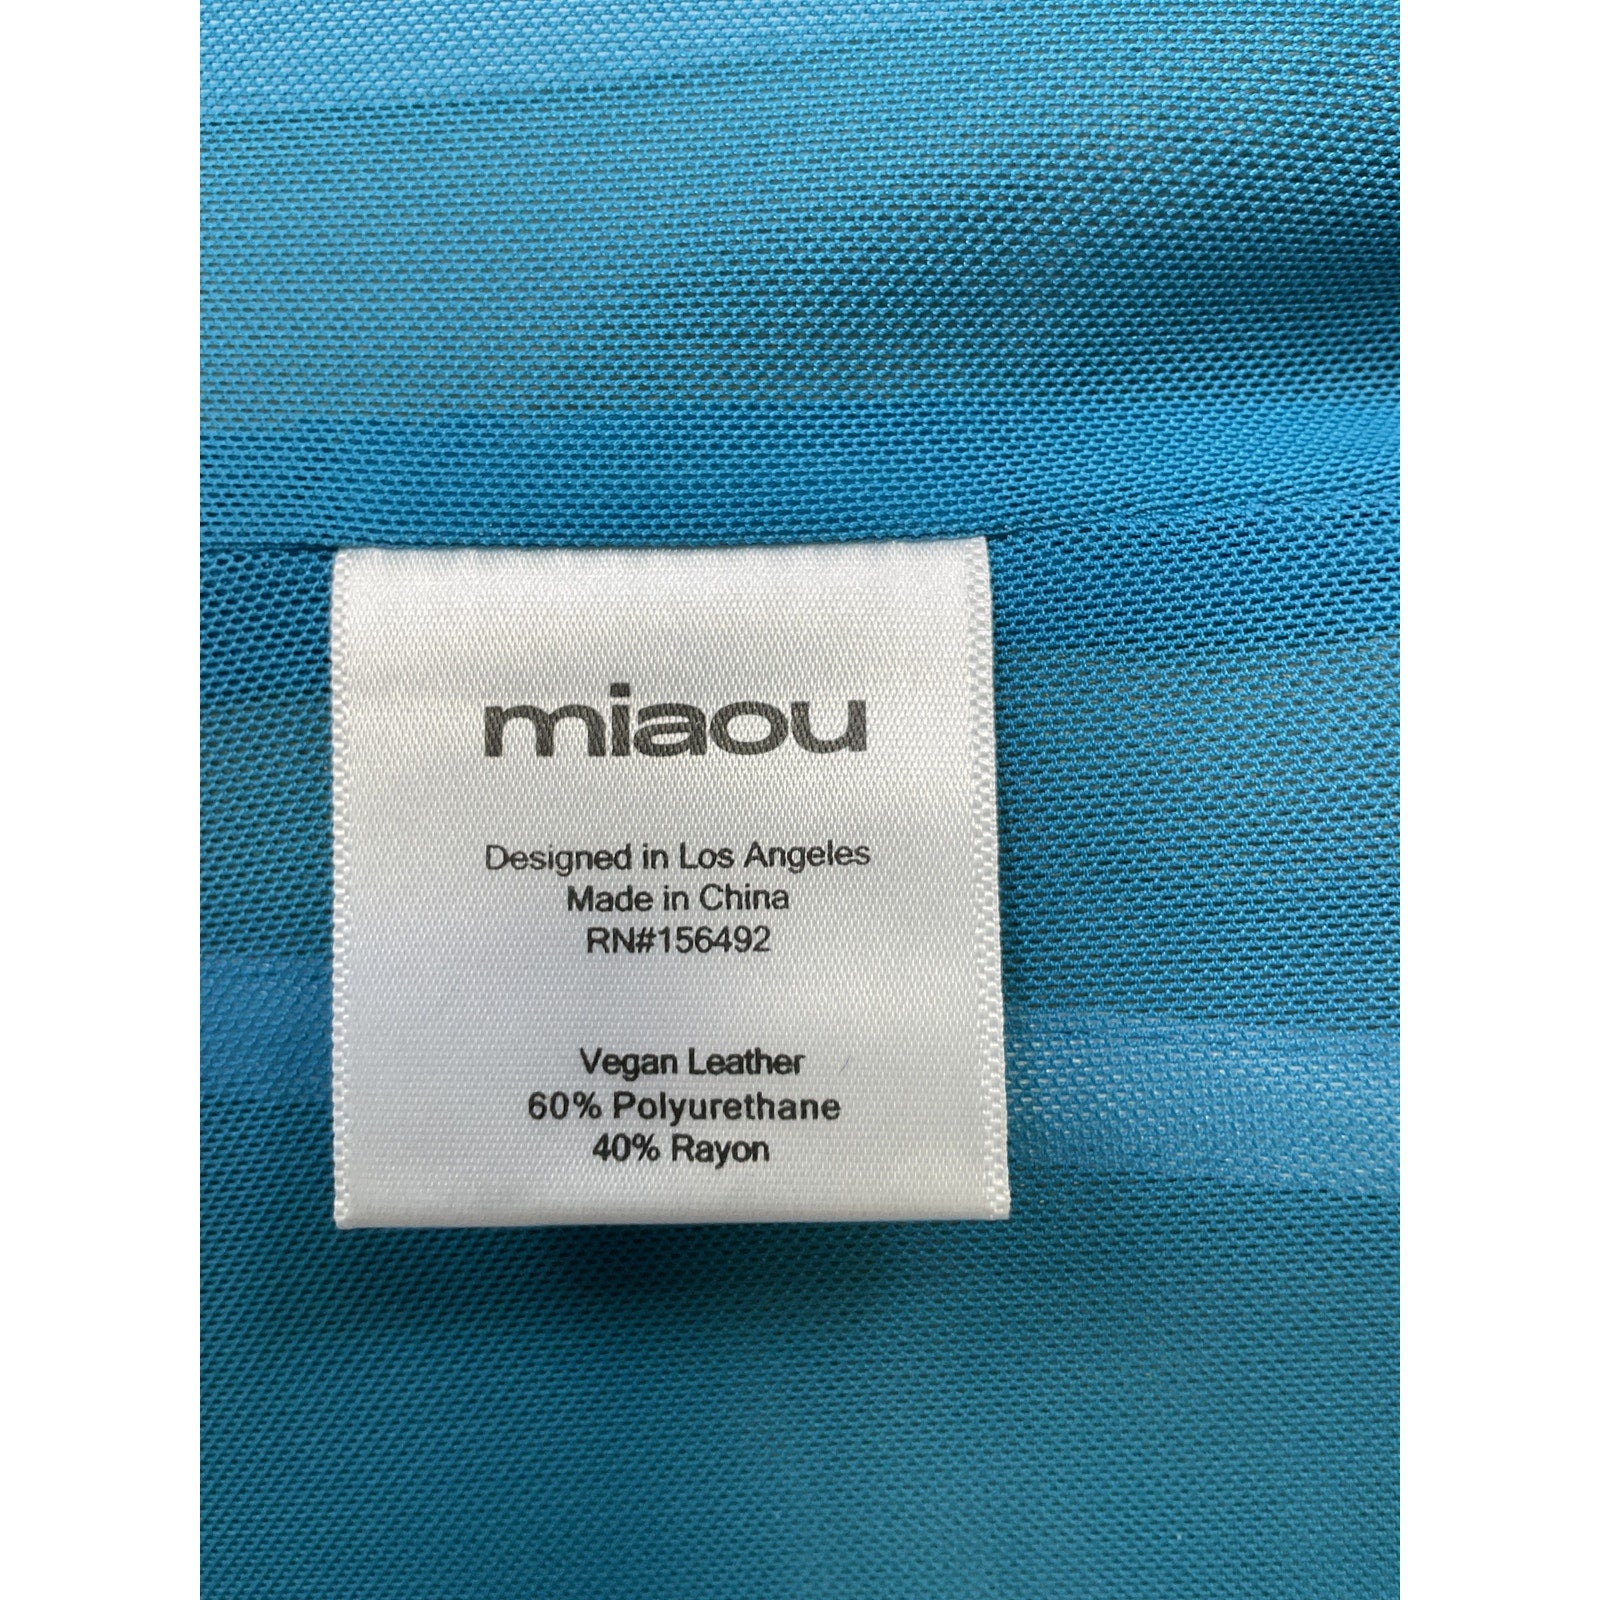 miaou
Designed in Los Angeles
Made in China
RN#156492
Vegan Leather
60% Polyurethane
40% Rayon